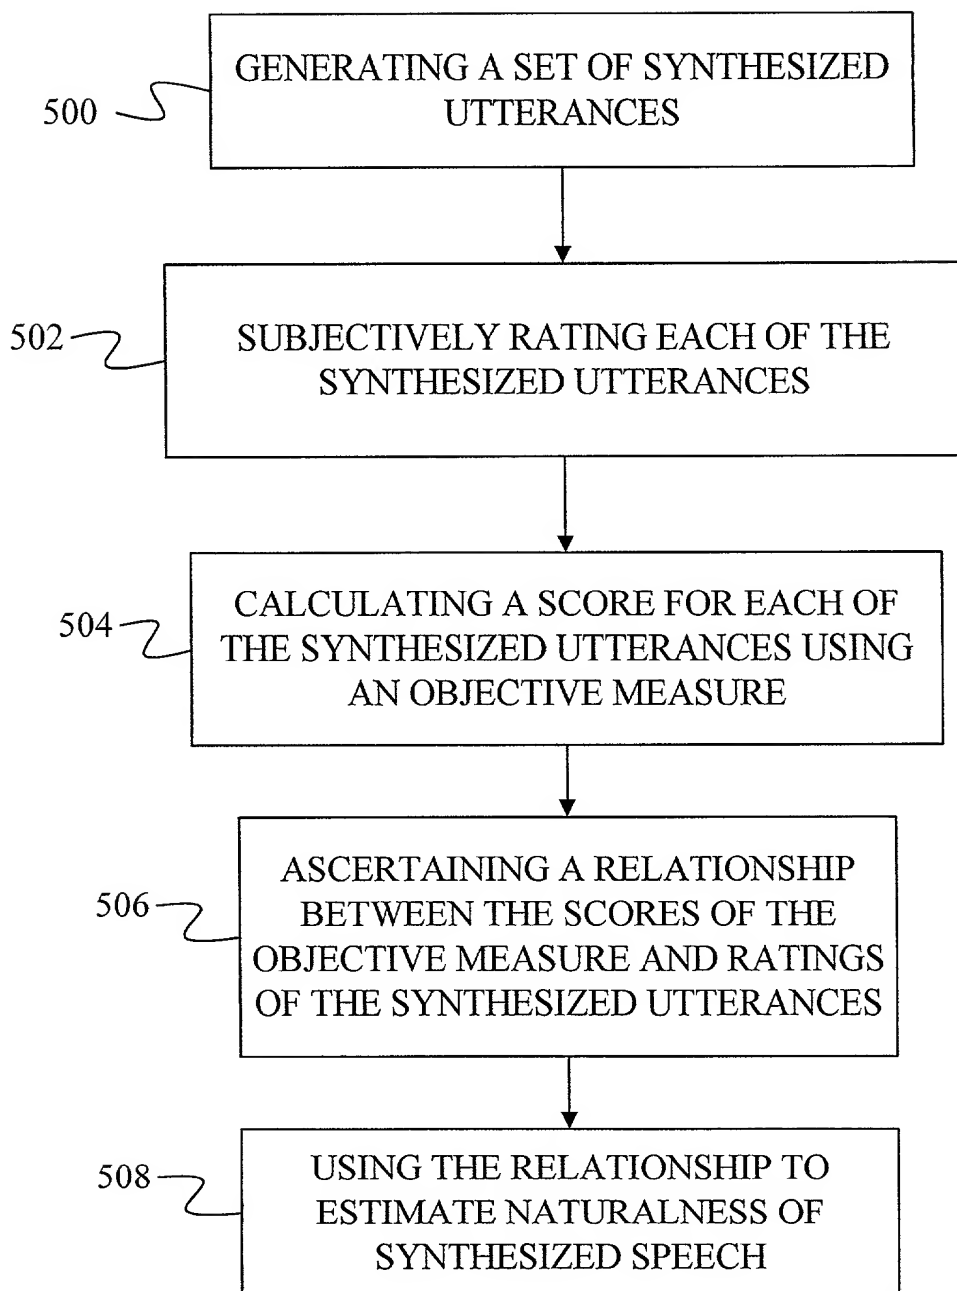 GENERATING A SET OF SYNTHESIZED
UTTERANCES
500
SUBJECTIVELY RATING EACH OF THE
SYNTHESIZED UTTERANCES
502
CALCULATING A SCORE FOR EACH OF
THE SYNTHESIZED UTTERANCES USING
AN OBJECTIVE MEASURE
504
ASCERTAINING A RELATIONSHIP
BETWEEN THE SCORES OF THE
OBJECTIVE MEASURE AND RATINGS
OF THE SYNTHESIZED UTTERANCES
506
USING THE RELATIONSHIP TO
ESTIMATE NATURALNESS OF
SYNTHESIZED SPEECH
508